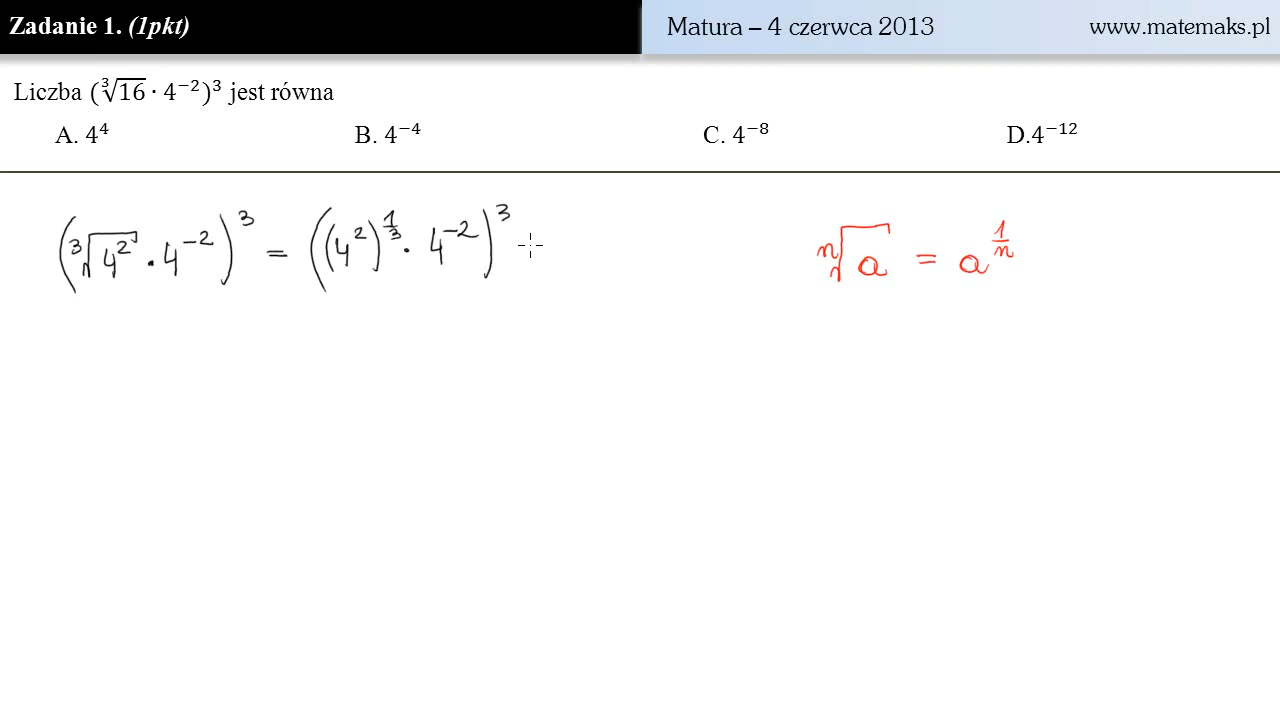 Zadanie 1. (1pkt)
Matura – 4 czerwca 2013
www.matemaks.pl
Liczba (∛16 · 4⁻²)³ jest równa
A. 4⁴ B. 4⁻⁴ C. 4⁻⁸ D.4⁻¹²
(∛4² · 4⁻²)³ = ((4²)^(1/3) · 4⁻²)³
ⁿ√a = a^(1/n)